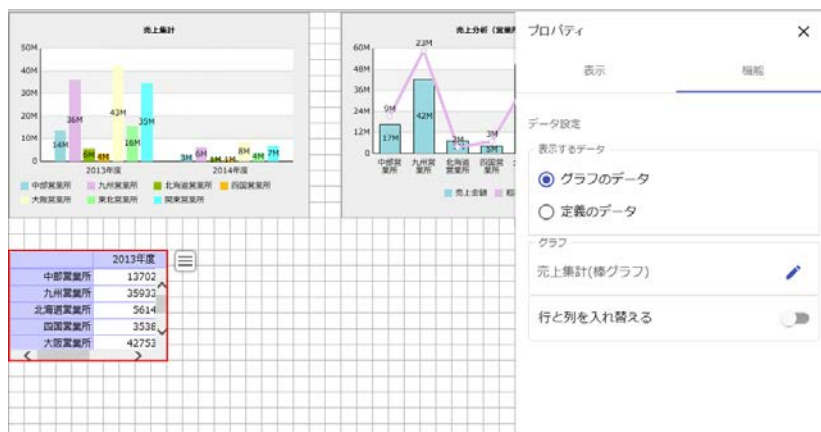 売上集計
50M
40M
30M
20M
10M
0
14M
36M
6M
4M
43M
16M
35M
3M
6M
1M
1M
8M
4M
7M
2013年度
2014年度
中部営業所 九州営業所 北海道営業所 四国営業所
大阪営業所 東北営業所 関東営業所
売上分析(営業所
60M
48M
36M
24M
12M
0
9M
23M
2M
3M
17M
42M
中部営業所
九州営業所
北海道営業所
四国営業所
売上金額
プロパティ
表示 機能
データ設定
表示するデータ
グラフのデータ
定義のデータ
グラフ
売上集計(棒グラフ)
行と列を入れ替える
2013年度
中部営業所 13702
九州営業所 35933
北海道営業所 5614
四国営業所 3538
大阪営業所 42753